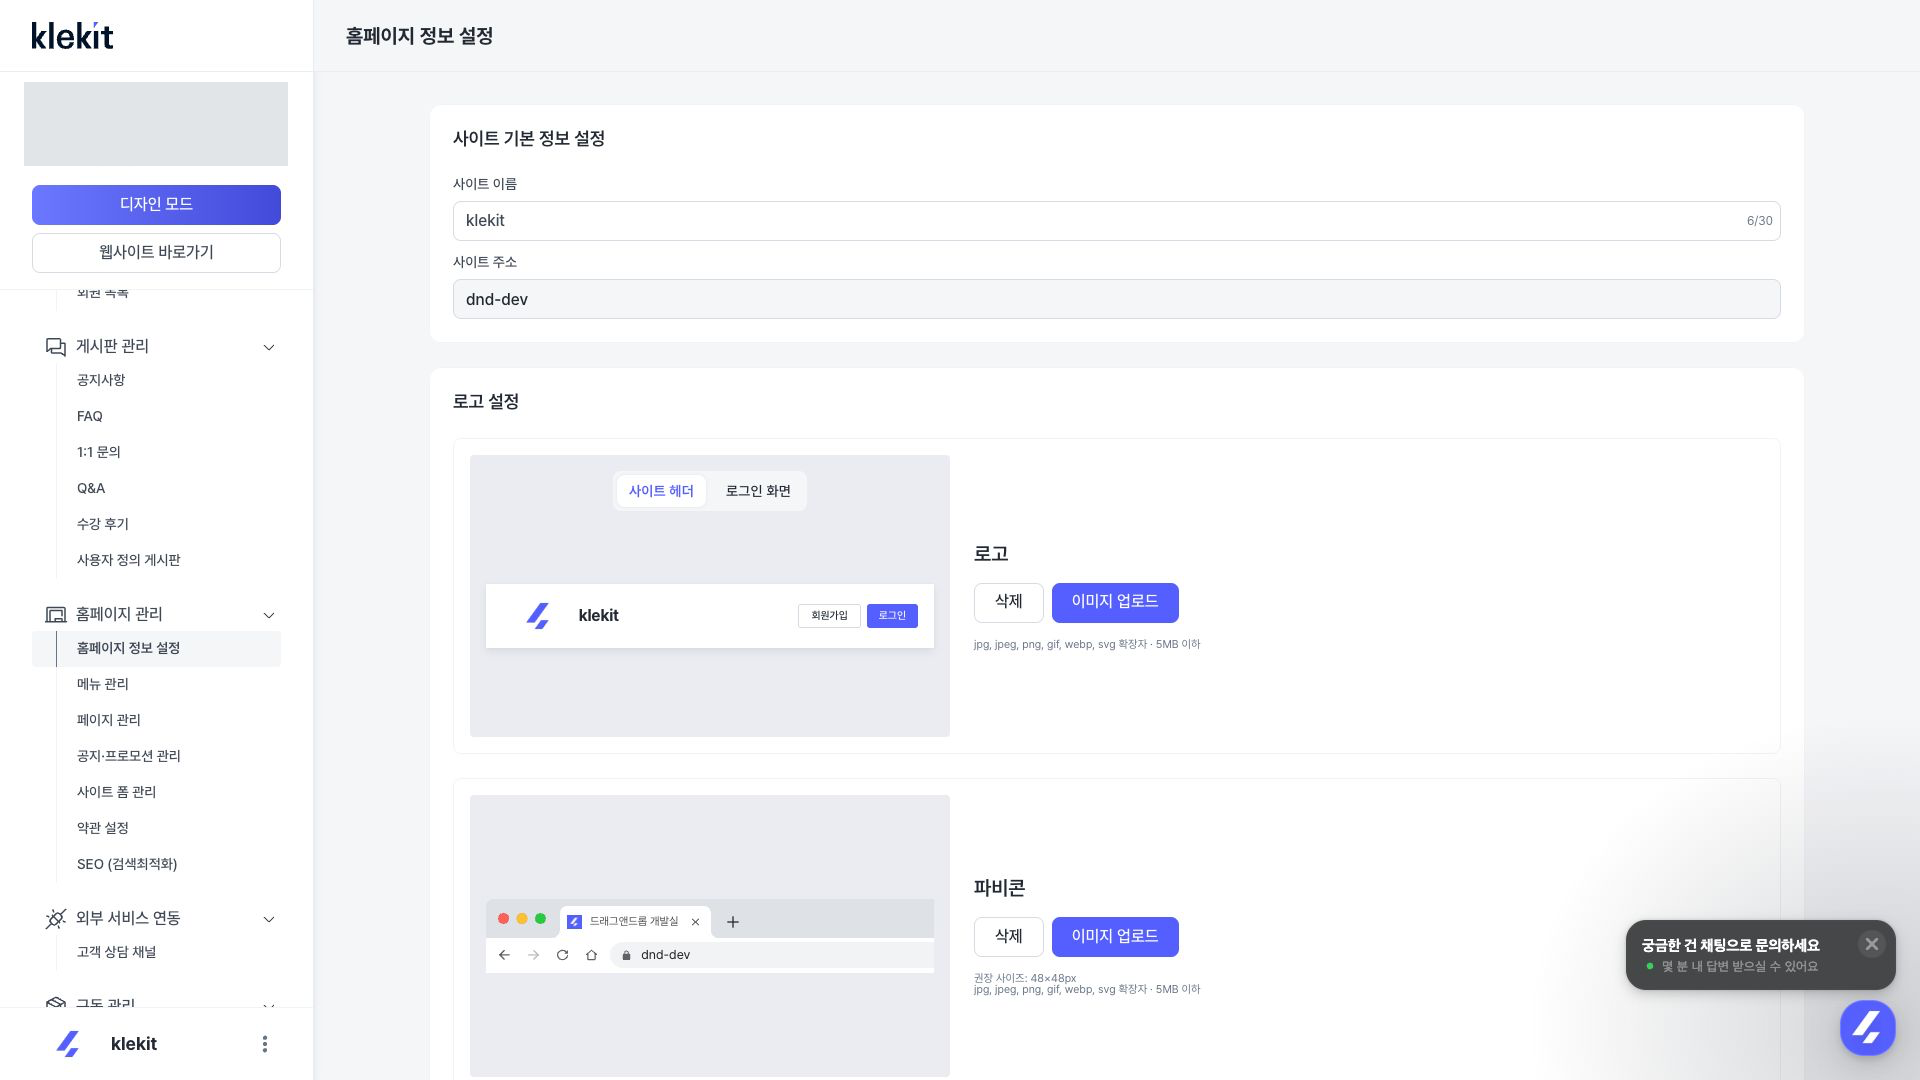 klekit
홈페이지 정보 설정
디자인 모드
웹사이트 바로가기
회원 목록
게시판 관리
공지사항
FAQ
1:1 문의
Q&A
수강 후기
사용자 정의 게시판
홈페이지 관리
홈페이지 정보 설정
메뉴 관리
페이지 관리
공지·프로모션 관리
사이트 폼 관리
약관 설정
SEO (검색최적화)
외부 서비스 연동
고객 상담 채널
구독 관리
klekit
사이트 기본 정보 설정
사이트 이름
klekit
6/30
사이트 주소
dnd-dev
로고 설정
사이트 헤더
로그인 화면
klekit
회원가입
로그인
로고
삭제
이미지 업로드
jpg, jpeg, png, gif, webp, svg 확장자 · 5MB 이하
드래그앤드롭 개발실
dnd-dev
파비콘
삭제
이미지 업로드
권장 사이즈: 48×48px
jpg, jpeg, png, gif, webp, svg 확장자 · 5MB 이하
궁금한 건 채팅으로 문의하세요
몇 분 내 답변 받으실 수 있어요